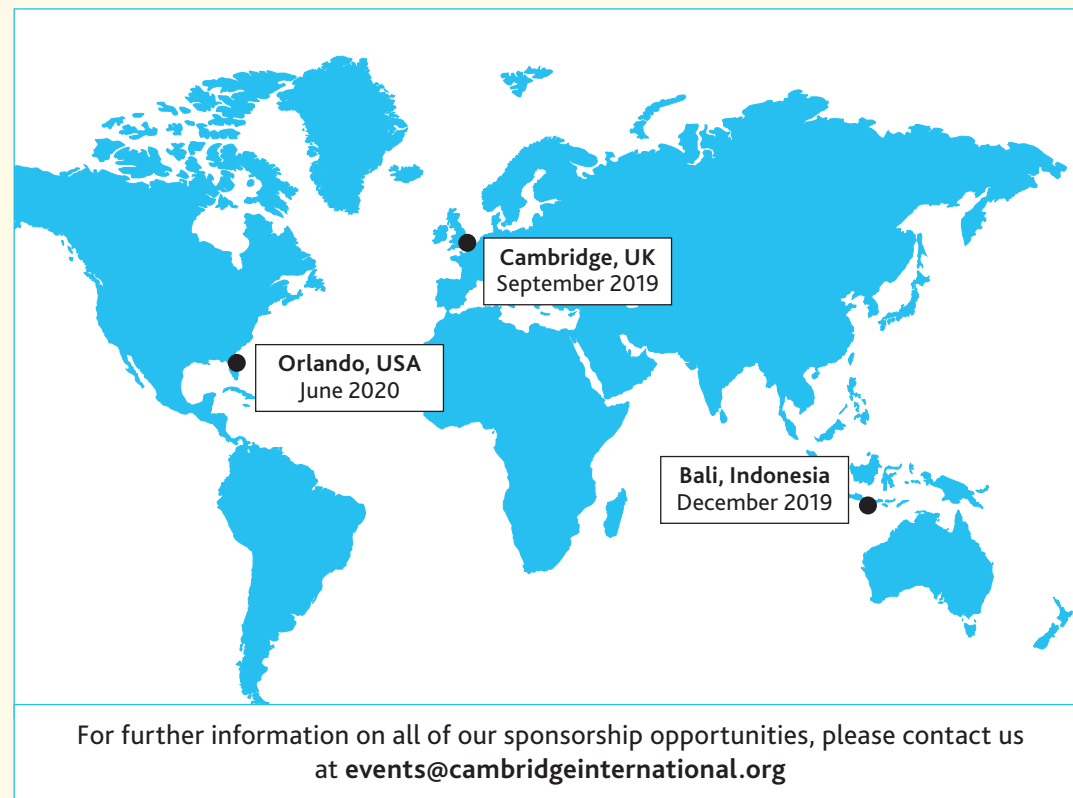 Cambridge, UK
September 2019
Orlando, USA
June 2020
Bali, Indonesia
December 2019
For further information on all of our sponsorship opportunities, please contact us
at events@cambridgeinternational.org